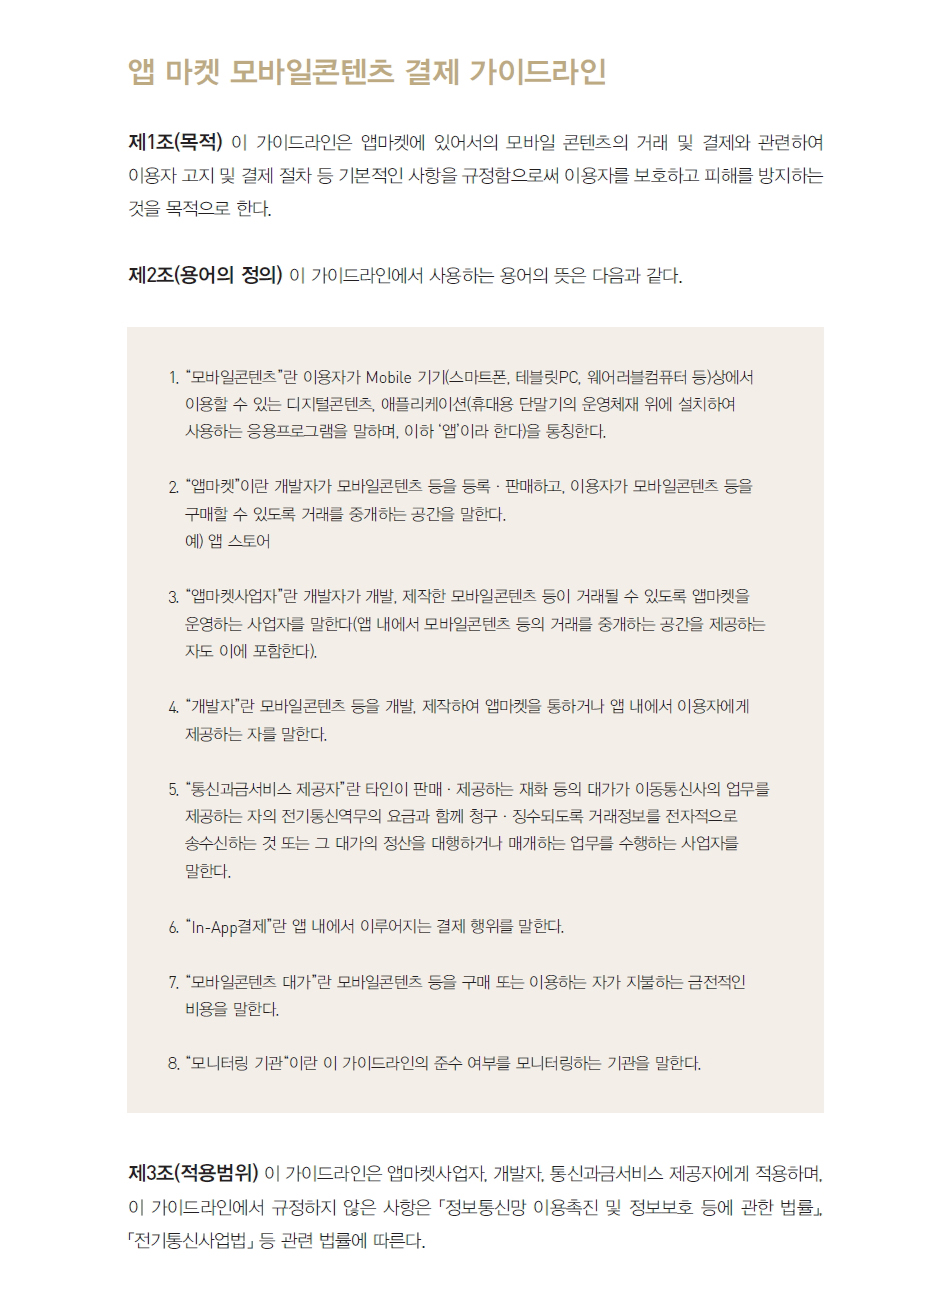 앱 마켓 모바일콘텐츠 결제 가이드라인
제1조(목적) 이 가이드라인은 앱마켓에 있어서의 모바일 콘텐츠의 거래 및 결제와 관련하여
이용자 고지 및 결제 절차 등 기본적인 사항을 규정함으로써 이용자를 보호하고 피해를 방지하는
것을 목적으로 한다.
제2조(용어의 정의) 이 가이드라인에서 사용하는 용어의 뜻은 다음과 같다.
1. “모바일콘텐츠”란 이용자가 Mobile 기기(스마트폰, 테블릿PC, 웨어러블컴퓨터 등)상에서
이용할 수 있는 디지털콘텐츠, 애플리케이션(휴대용 단말기의 운영체재 위에 설치하여
사용하는 응용프로그램을 말하며, 이하 ‘앱’이라 한다)을 통칭한다.
2. “앱마켓”이란 개발자가 모바일콘텐츠 등을 등록 · 판매하고, 이용자가 모바일콘텐츠 등을
구매할 수 있도록 거래를 중개하는 공간을 말한다.
예) 앱 스토어
3. “앱마켓사업자”란 개발자가 개발, 제작한 모바일콘텐츠 등이 거래될 수 있도록 앱마켓을
운영하는 사업자를 말한다(앱 내에서 모바일콘텐츠 등의 거래를 중개하는 공간을 제공하는
자도 이에 포함한다).
4. “개발자”란 모바일콘텐츠 등을 개발, 제작하여 앱마켓을 통하거나 앱 내에서 이용자에게
제공하는 자를 말한다.
5. “통신과금서비스 제공자”란 타인이 판매 · 제공하는 재화 등의 대가가 이동통신사의 업무를
제공하는 자의 전기통신역무의 요금과 함께 청구 · 징수되도록 거래정보를 전자적으로
송수신하는 것 또는 그 대가의 정산을 대행하거나 매개하는 업무를 수행하는 사업자를
말한다.
6. “In-App결제”란 앱 내에서 이루어지는 결제 행위를 말한다.
7. “모바일콘텐츠 대가”란 모바일콘텐츠 등을 구매 또는 이용하는 자가 지불하는 금전적인
비용을 말한다.
8. “모니터링 기관“이란 이 가이드라인의 준수 여부를 모니터링하는 기관을 말한다.
제3조(적용범위) 이 가이드라인은 앱마켓사업자, 개발자, 통신과금서비스 제공자에게 적용하며,
이 가이드라인에서 규정하지 않은 사항은 「정보통신망 이용촉진 및 정보보호 등에 관한 법률」,
「전기통신사업법」 등 관련 법률에 따른다.